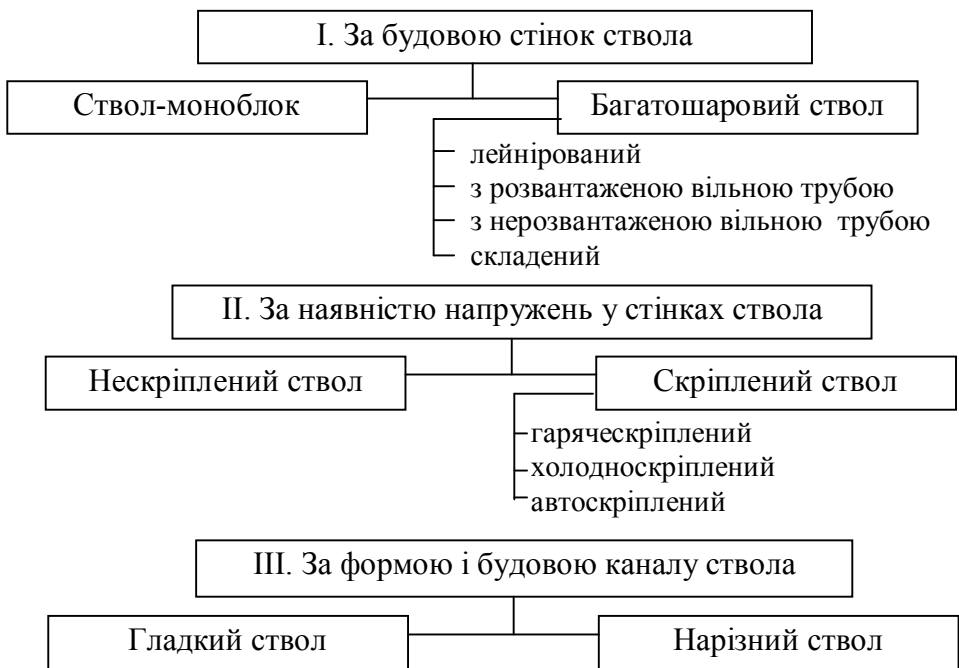 I. За будовою стінок ствола
Ствол-моноблок
Багатошаровий ствол
лейнірований
з розвантаженою вільною трубою
з нерозвантаженою вільною трубою
складений
II. За наявністю напружень у стінках ствола
Нескріплений ствол
Скріплений ствол
гаряческріплений
холодноскріплений
автоскріплений
III. За формою і будовою каналу ствола
Гладкий ствол
Нарізний ствол